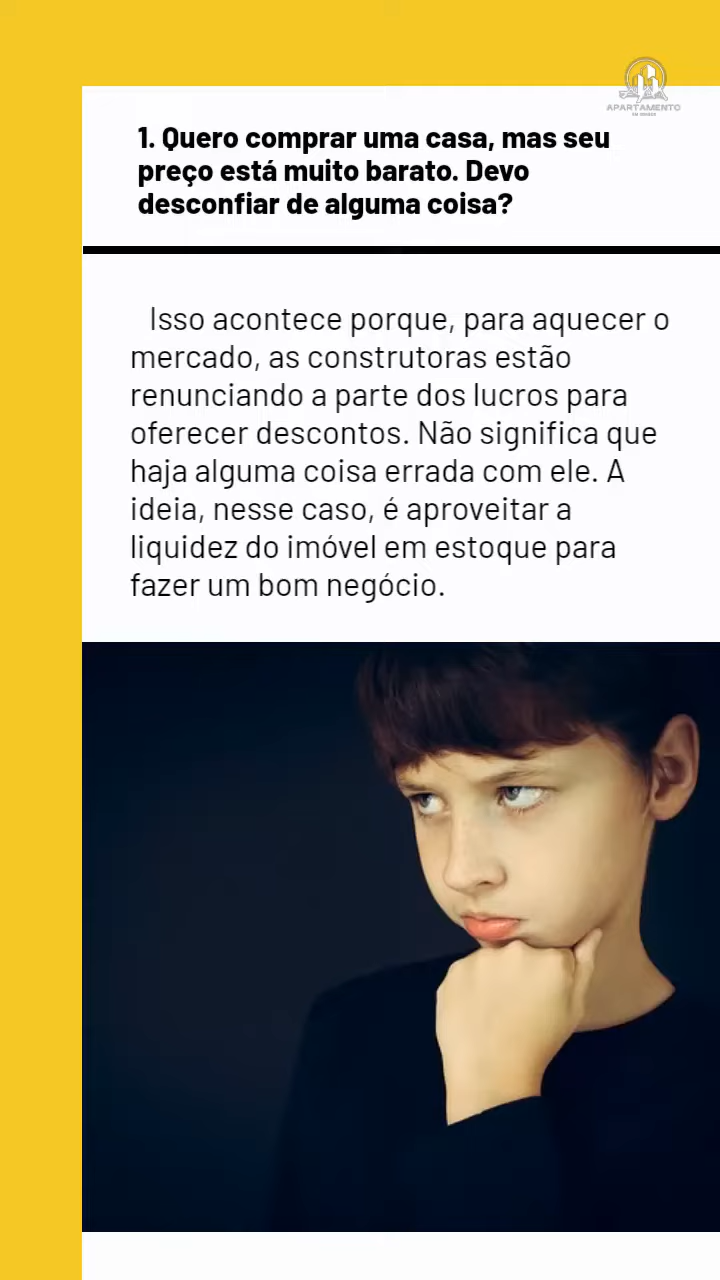 APARTAMENTO
1. Quero comprar uma casa, mas seu
preço está muito barato. Devo
desconfiar de alguma coisa?
Isso acontece porque, para aquecer o
mercado, as construtoras estão
renunciando a parte dos lucros para
oferecer descontos. Não significa que
haja alguma coisa errada com ele. A
ideia, nesse caso, é aproveitar a
liquidez do imóvel em estoque para
fazer um bom negócio.